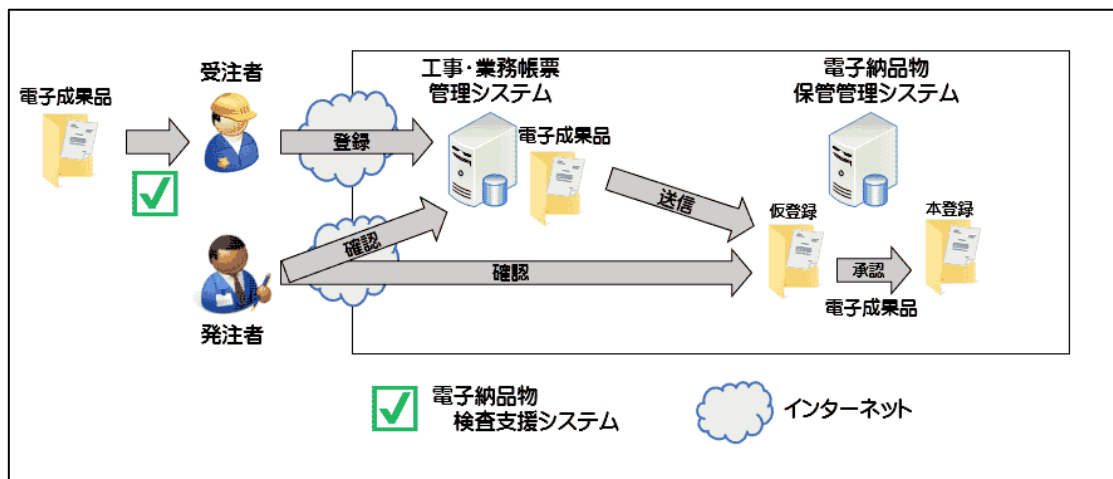 電子成果品
受注者
工事・業務帳票
管理システム
電子納品物
保管管理システム
登録
電子成果品
送信
確認
仮登録
本登録
確認
承認
電子成果品
発注者
電子納品物
検査支援システム
インターネット